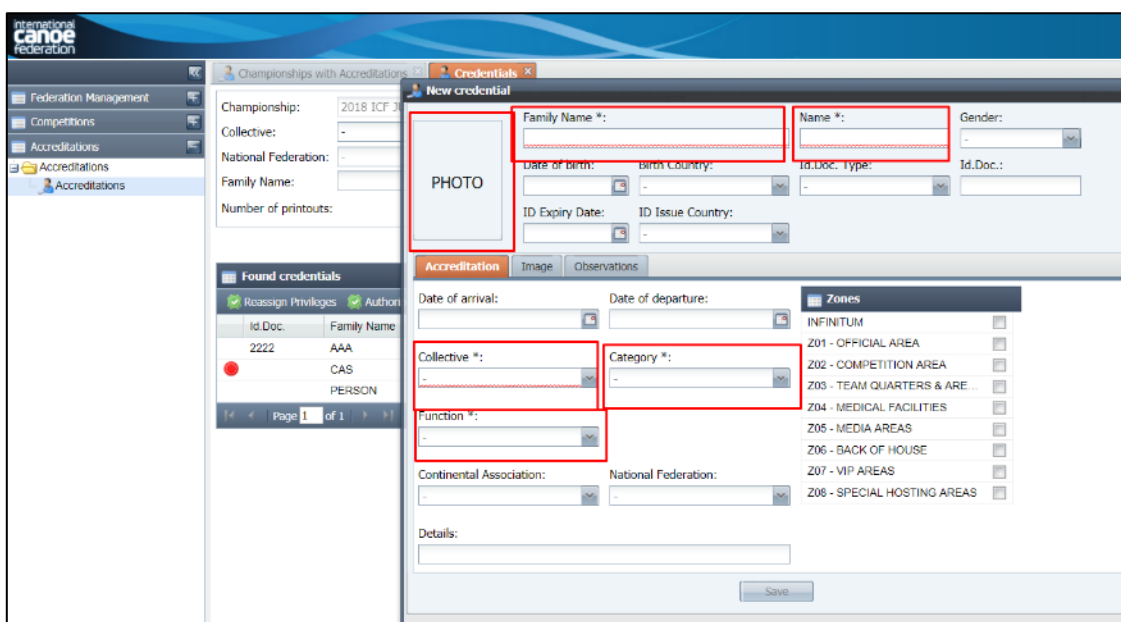 international
canoe
federation
Federation Management
Competitions
Accreditations
Accreditations
Accreditations
Championships with Accreditations
Credentials
Championship:
2018 ICF
Collective:
-
National Federation:
-
Family Name:
Number of printouts:
Found credentials
Reassign Privileges
Id.Doc.
Family Name
2222
AAA
CAS
PERSON
Page 1 of 1
New credential
PHOTO
Family Name *:
Name *:
Gender:
-
Date of birth:
Birth Country:
Id.Doc. Type:
Id.Doc.:
-
-
ID Expiry Date:
ID Issue Country:
-
Accreditation
Image
Observations
Date of arrival:
Date of departure:
Collective *:
Category *:
-
-
Function *:
-
Continental Association:
National Federation:
-
-
Details:
Zones
INFINITUM
Z01 - OFFICIAL AREA
Z02 - COMPETITION AREA
Z03 - TEAM QUARTERS & ARE...
Z04 - MEDICAL FACILITIES
Z05 - MEDIA AREAS
Z06 - BACK OF HOUSE
Z07 - VIP AREAS
Z08 - SPECIAL HOSTING AREAS
Save